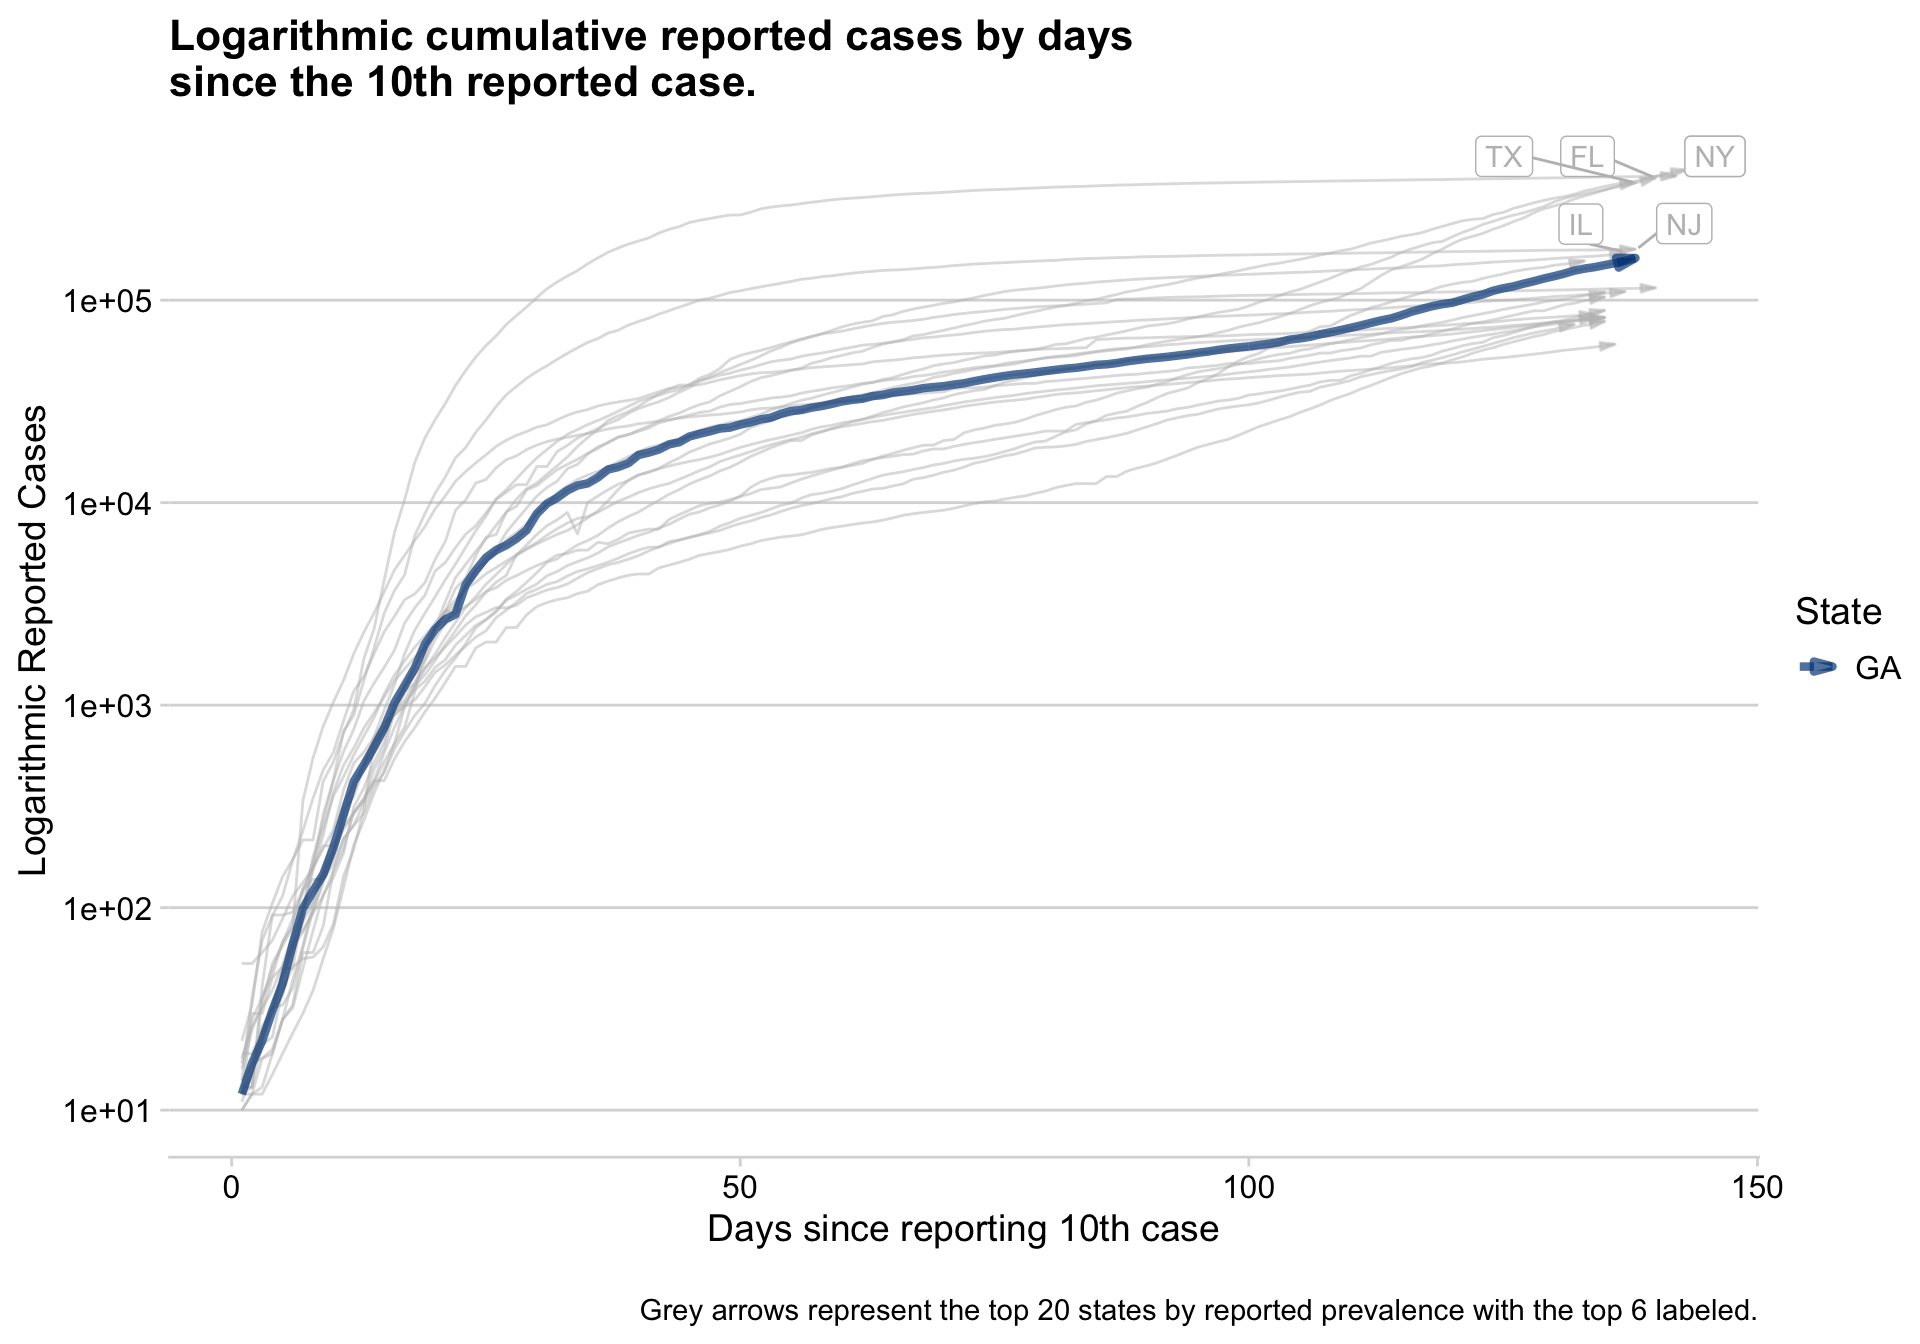 Logarithmic cumulative reported cases by days
since the 10th reported case.
TX FL NY
IL NJ
1e+05
1e+04
1e+03
1e+02
1e+01
Logarithmic Reported Cases
State
GA
0 50 100 150
Days since reporting 10th case
Grey arrows represent the top 20 states by reported prevalence with the top 6 labeled.